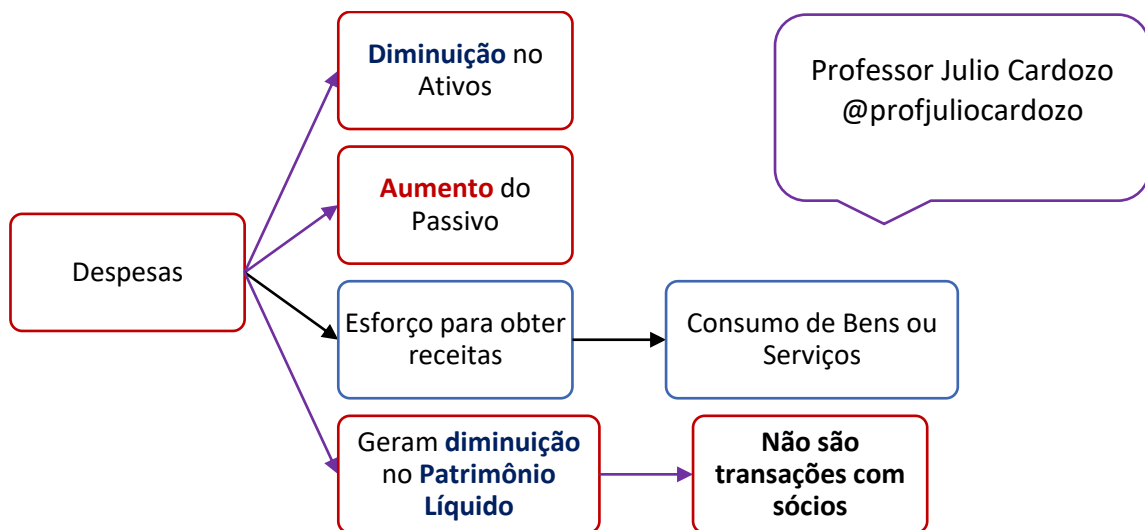 Diminuição no
Ativos
Professor Julio Cardozo
@profjuliocardozo
Aumento do
Passivo
Despesas
Esforço para obter
receitas
Consumo de Bens ou
Serviços
Geram diminuição
no Patrimônio
Líquido
Não são
transações com
sócios